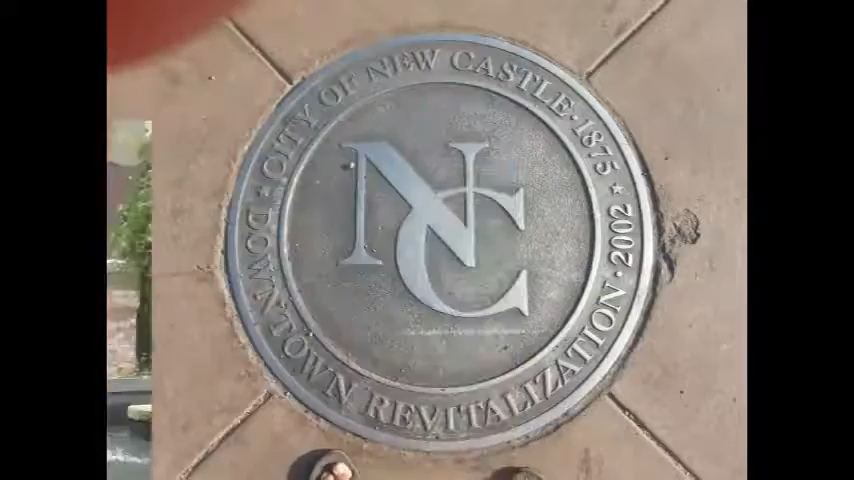 CITY OF NEW CASTLE · 1875
DOWNTOWN REVITALIZATION · 2002
NC